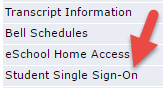 Transcript Information
Bell Schedules
eSchool Home Access
Student Single Sign-On